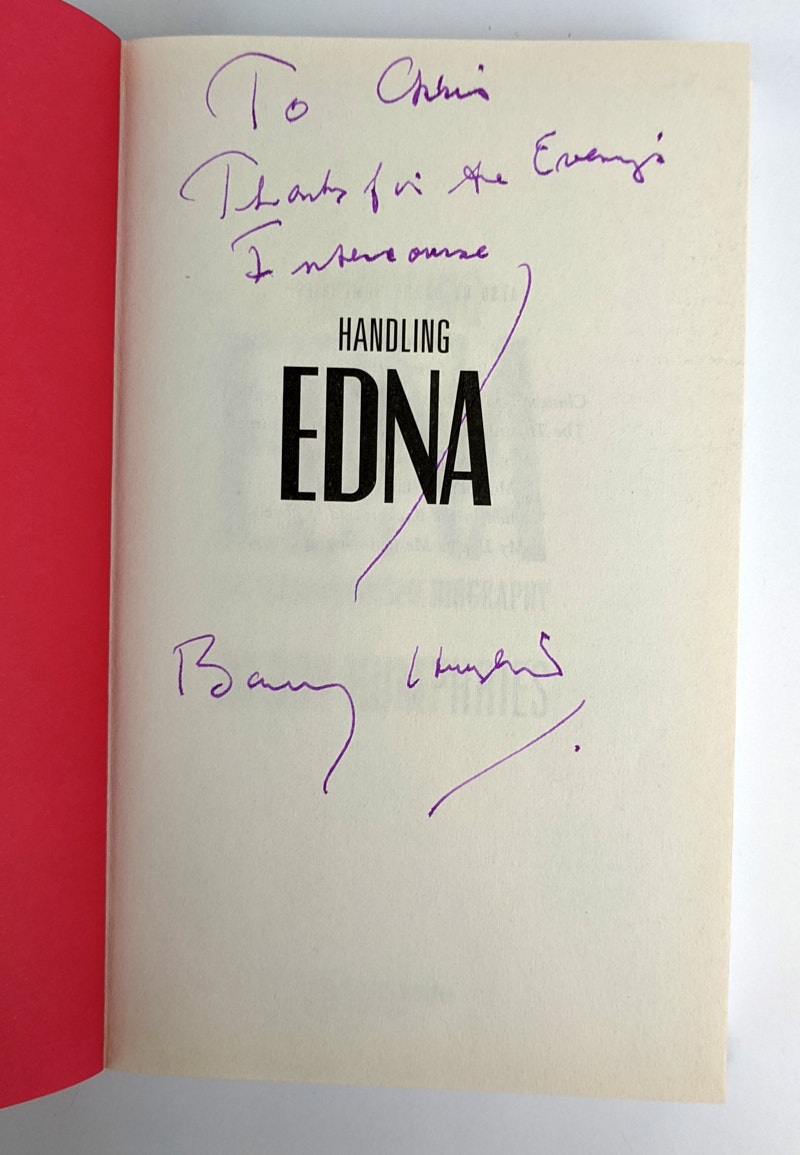 To Chris
Thanks for the Evening's
Intercourse
HANDLING
EDNA
Barry Humphries